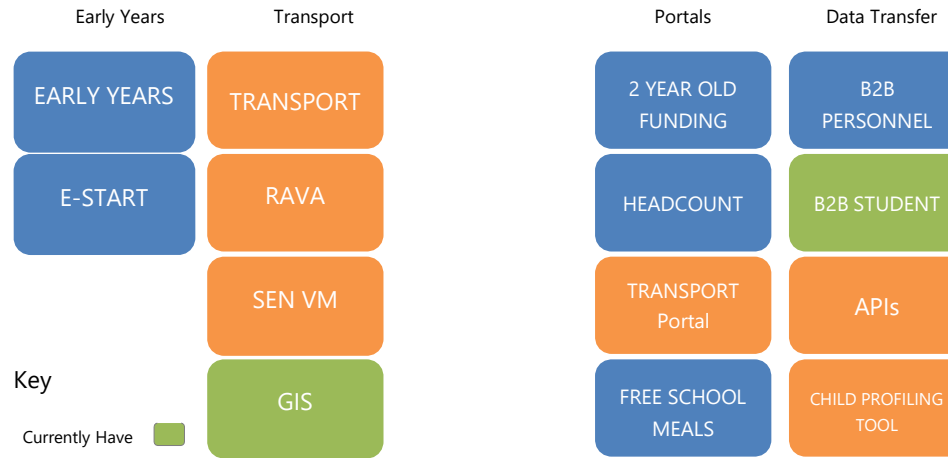 Early Years
Transport
Portals
Data Transfer
EARLY YEARS
TRANSPORT
2 YEAR OLD
FUNDING
B2B
PERSONNEL
E-START
RAVA
HEADCOUNT
B2B STUDENT
SEN VM
TRANSPORT
Portal
APIs
Key
GIS
FREE SCHOOL
MEALS
CHILD PROFILING
TOOL
Currently Have